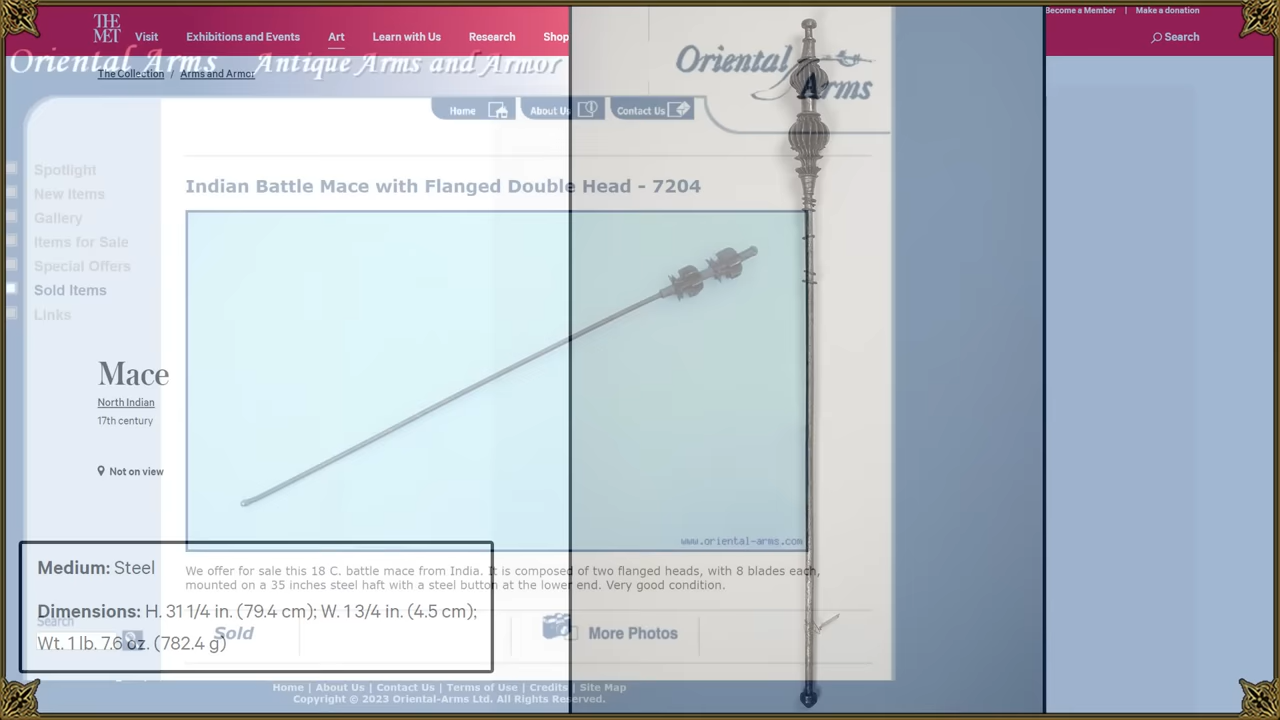 THE
MET
Visit
Exhibitions and Events
Art
Learn with Us
Research
Shop
Become a Member | Make a donation
Search
Oriental Arms Antique Arms and Armor
The Collection / Arms and Armor
Oriental
Arms
Home
About Us
Contact Us
Spotlight
New Items
Gallery
Items for Sale
Special Offers
Sold Items
Links
Indian Battle Mace with Flanged Double Head - 7204
Mace
North Indian
17th century
Not on view
www.oriental-arms.com
We offer for sale this 18 C. battle mace from India. It is composed of two flanged heads, with 8 blades each,
mounted on a 35 inches steel haft with a steel button at the lower end. Very good condition.
Medium: Steel
Dimensions: H. 31 1/4 in. (79.4 cm); W. 1 3/4 in. (4.5 cm);
Wt. 1 lb. 7.6 oz. (782.4 g)
Search
Sold
More Photos
Home | About Us | Contact Us | Terms of Use | Credits | Site Map
Copyright © 2023 Oriental-Arms Ltd. All Rights Reserved.